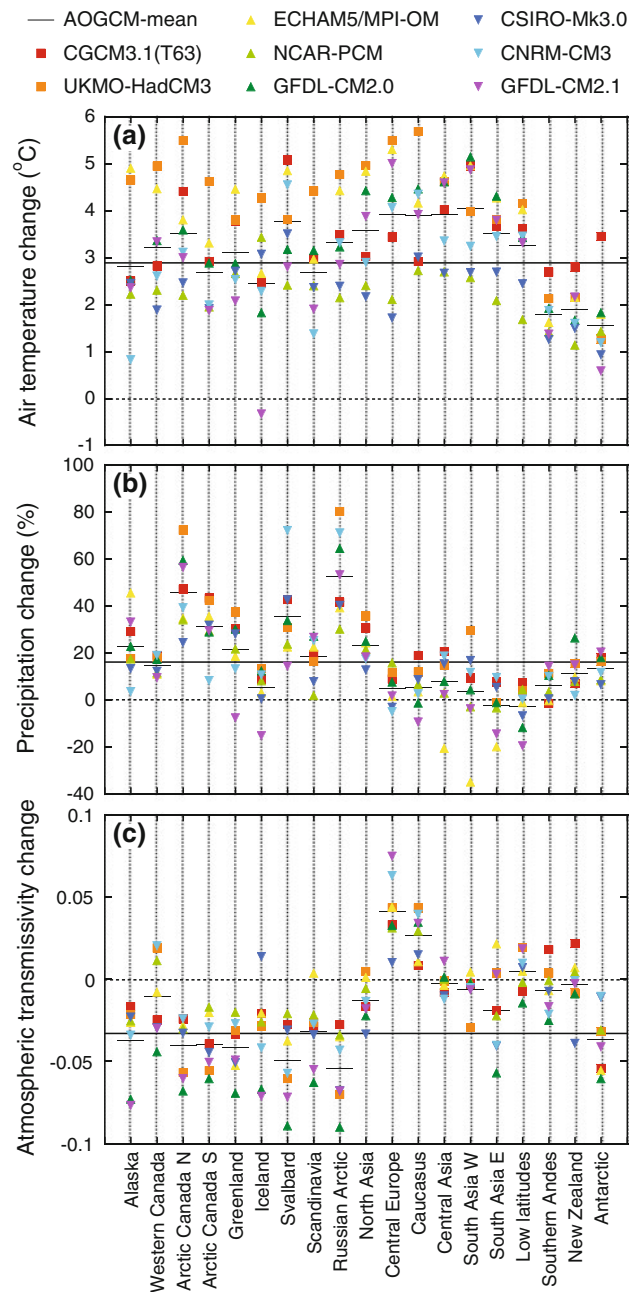 AOGCM-mean ECHAM5/MPI-OM CSIRO-Mk3.0
CGCM3.1(T63) NCAR-PCM CNRM-CM3
UKMO-HadCM3 GFDL-CM2.0 GFDL-CM2.1
(a)
Air temperature change (°C)
6
5
4
3
2
1
0
-1
(b)
Precipitation change (%)
100
80
60
40
20
0
-20
-40
(c)
Atmospheric transmissivity change
0.1
0.05
0
-0.05
-0.1
Alaska
Western Canada
Arctic Canada N
Arctic Canada S
Greenland
Iceland
Svalbard
Scandinavia
Russian Arctic
North Asia
Central Europe
Caucasus
Central Asia
South Asia W
South Asia E
Low latitudes
Southern Andes
New Zealand
Antarctic